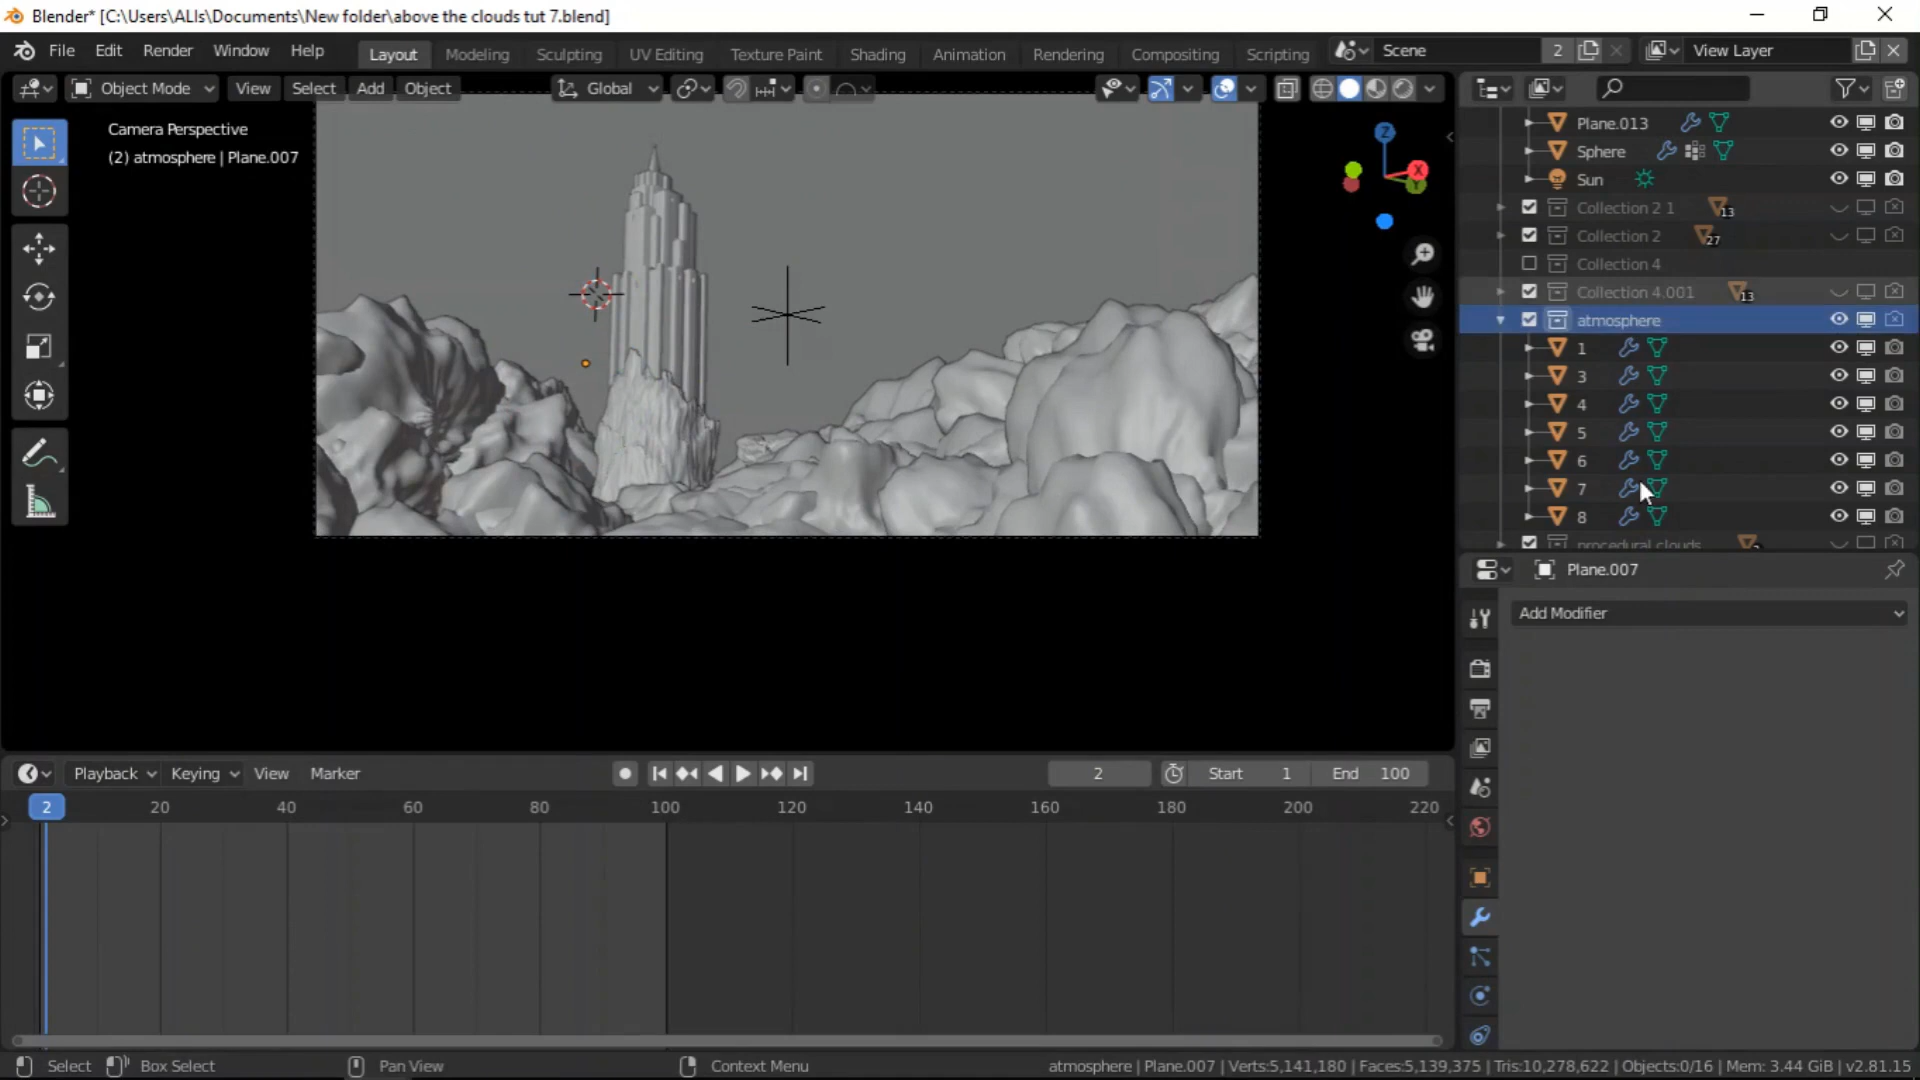 Blender* [C:\Users\ALIs\Documents\New folder\above the clouds tut 7.blend]
File Edit Render Window Help Layout Modeling Sculpting UV Editing Texture Paint Shading Animation Rendering Compositing Scripting Scene 2 View Layer
Object Mode View Select Add Object Global
Camera Perspective
(2) atmosphere | Plane.007
Z
X
Y
Plane.013
Sphere
Sun
Collection 2 1 13
Collection 2 27
Collection 4
Collection 4.001 13
atmosphere
1
3
4
5
6
7
8
procedural clouds
Plane.007
Add Modifier
Playback Keying View Marker 2 Start 1 End 100
2 20 40 60 80 100 120 140 160 180 200 220
Select Box Select Pan View Context Menu atmosphere | Plane.007 | Verts:5,141,180 | Faces:5,139,375 | Tris:10,278,622 | Objects:0/16 | Mem: 3.44 GiB | v2.81.15